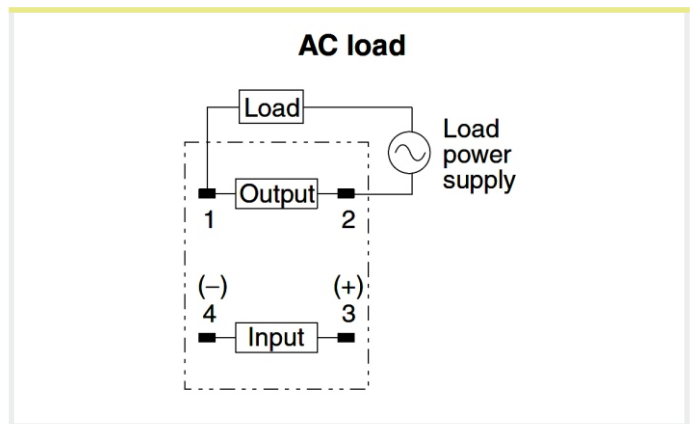 AC load
Load
Load
power
supply
Output
1
2
(–)
(+)
4
3
Input